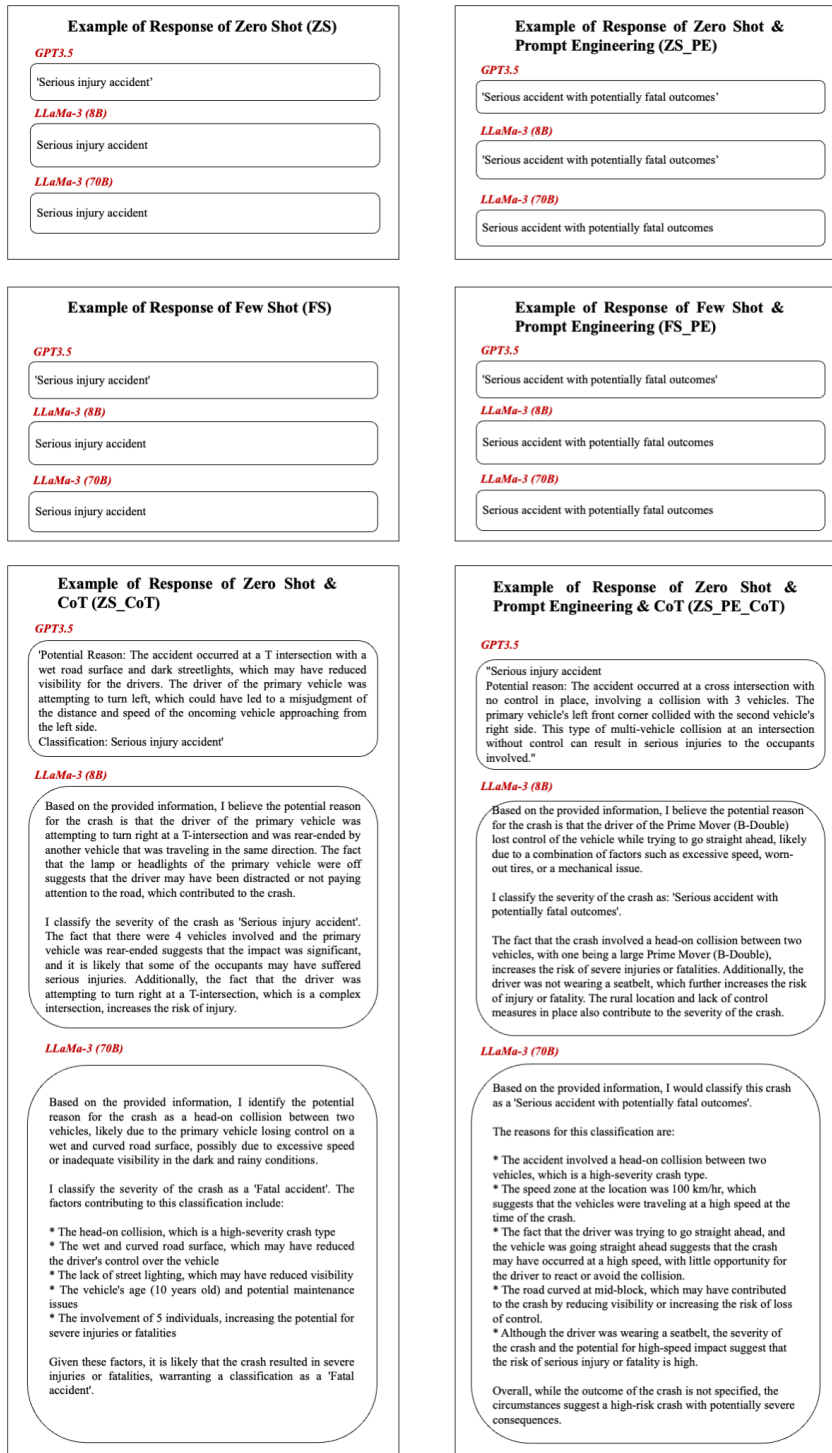 Example of Response of Zero Shot (ZS)
GPT3.5
'Serious injury accident’
LLaMa-3 (8B)
Serious injury accident
LLaMa-3 (70B)
Serious injury accident
Example of Response of Zero Shot &
Prompt Engineering (ZS_PE)
GPT3.5
'Serious accident with potentially fatal outcomes’
LLaMa-3 (8B)
'Serious accident with potentially fatal outcomes’
LLaMa-3 (70B)
Serious accident with potentially fatal outcomes
Example of Response of Few Shot (FS)
GPT3.5
'Serious injury accident'
LLaMa-3 (8B)
Serious injury accident
LLaMa-3 (70B)
Serious injury accident
Example of Response of Few Shot &
Prompt Engineering (FS_PE)
GPT3.5
'Serious accident with potentially fatal outcomes'
LLaMa-3 (8B)
Serious accident with potentially fatal outcomes
LLaMa-3 (70B)
Serious accident with potentially fatal outcomes
Example of Response of Zero Shot &
CoT (ZS_CoT)
GPT3.5
'Potential Reason: The accident occurred at a T intersection with a
wet road surface and dark streetlights, which may have reduced
visibility for the drivers. The driver of the primary vehicle was
attempting to turn left, which could have led to a misjudgment of
the distance and speed of the oncoming vehicle approaching from
the left side.
Classification: Serious injury accident'
LLaMa-3 (8B)
Based on the provided information, I believe the potential reason
for the crash is that the driver of the primary vehicle was
attempting to turn right at a T-intersection and was rear-ended by
another vehicle that was traveling in the same direction. The fact
that the lamp or headlights of the primary vehicle were off
suggests that the driver may have been distracted or not paying
attention to the road, which contributed to the crash.
I classify the severity of the crash as 'Serious injury accident'.
The fact that there were 4 vehicles involved and the primary
vehicle was rear-ended suggests that the impact was significant,
and it is likely that some of the occupants may have suffered
serious injuries. Additionally, the fact that the driver was
attempting to turn right at a T-intersection, which is a complex
intersection, increases the risk of injury.
LLaMa-3 (70B)
Based on the provided information, I identify the potential
reason for the crash as a head-on collision between two
vehicles, likely due to the primary vehicle losing control on a
wet and curved road surface, possibly due to excessive speed
or inadequate visibility in the dark and rainy conditions.
I classify the severity of the crash as a 'Fatal accident'. The
factors contributing to this classification include:
* The head-on collision, which is a high-severity crash type
* The wet and curved road surface, which may have reduced
the driver's control over the vehicle
* The lack of street lighting, which may have reduced visibility
* The vehicle's age (10 years old) and potential maintenance
issues
* The involvement of 5 individuals, increasing the potential for
severe injuries or fatalities
Given these factors, it is likely that the crash resulted in severe
injuries or fatalities, warranting a classification as a 'Fatal
accident'.
Example of Response of Zero Shot &
Prompt Engineering & CoT (ZS_PE_CoT)
GPT3.5
"Serious injury accident
Potential reason: The accident occurred at a cross intersection with
no control in place, involving a collision with 3 vehicles. The
primary vehicle's left front corner collided with the second vehicle's
right side. This type of multi-vehicle collision at an intersection
without control can result in serious injuries to the occupants
involved."
LLaMa-3 (8B)
Based on the provided information, I believe the potential reason
for the crash is that the driver of the Prime Mover (B-Double)
lost control of the vehicle while trying to go straight ahead, likely
due to a combination of factors such as excessive speed, worn-
out tires, or a mechanical issue.
I classify the severity of the crash as: 'Serious accident with
potentially fatal outcomes'.
The fact that the crash involved a head-on collision between two
vehicles, with one being a large Prime Mover (B-Double),
increases the risk of severe injuries or fatalities. Additionally, the
driver was not wearing a seatbelt, which further increases the risk
of injury or fatality. The rural location and lack of control
measures in place also contribute to the severity of the crash.
LLaMa-3 (70B)
Based on the provided information, I would classify this crash
as a 'Serious accident with potentially fatal outcomes'.
The reasons for this classification are:
* The accident involved a head-on collision between two
vehicles, which is a high-severity crash type.
* The speed zone at the location was 100 km/hr, which
suggests that the vehicles were traveling at a high speed at the
time of the crash.
* The fact that the driver was trying to go straight ahead, and
the vehicle was going straight ahead suggests that the crash
may have occurred at a high speed, with little opportunity for
the driver to react or avoid the collision.
* The road curved at mid-block, which may have contributed
to the crash by reducing visibility or increasing the risk of loss
of control.
* Although the driver was wearing a seatbelt, the severity of
the crash and the potential for high-speed impact suggest that
the risk of serious injury or fatality is high.
Overall, while the outcome of the crash is not specified, the
circumstances suggest a high-risk crash with potentially severe
consequences.